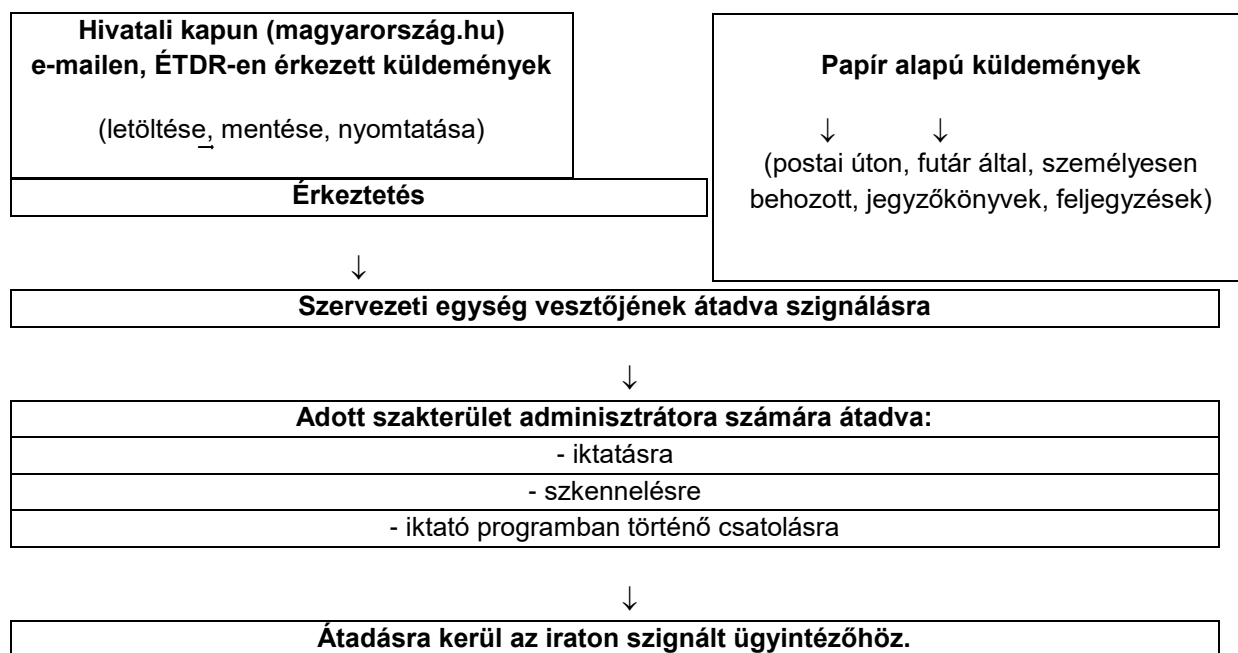 Hivatali kapun (magyarország.hu)
e-mailen, ÉTDR-en érkezett küldemények
(letöltése, mentése, nyomtatása)
Papír alapú küldemények
↓ ↓
(postai úton, futár által, személyesen
behozott, jegyzőkönyvek, feljegyzések)
Érkeztetés
↓
Szervezeti egység vesztőjének átadva szignálásra
↓
Adott szakterület adminisztrátora számára átadva:
- iktatásra
- szkennelésre
- iktató programban történő csatolásra
↓
Átadásra kerül az iraton szignált ügyintézőhöz.